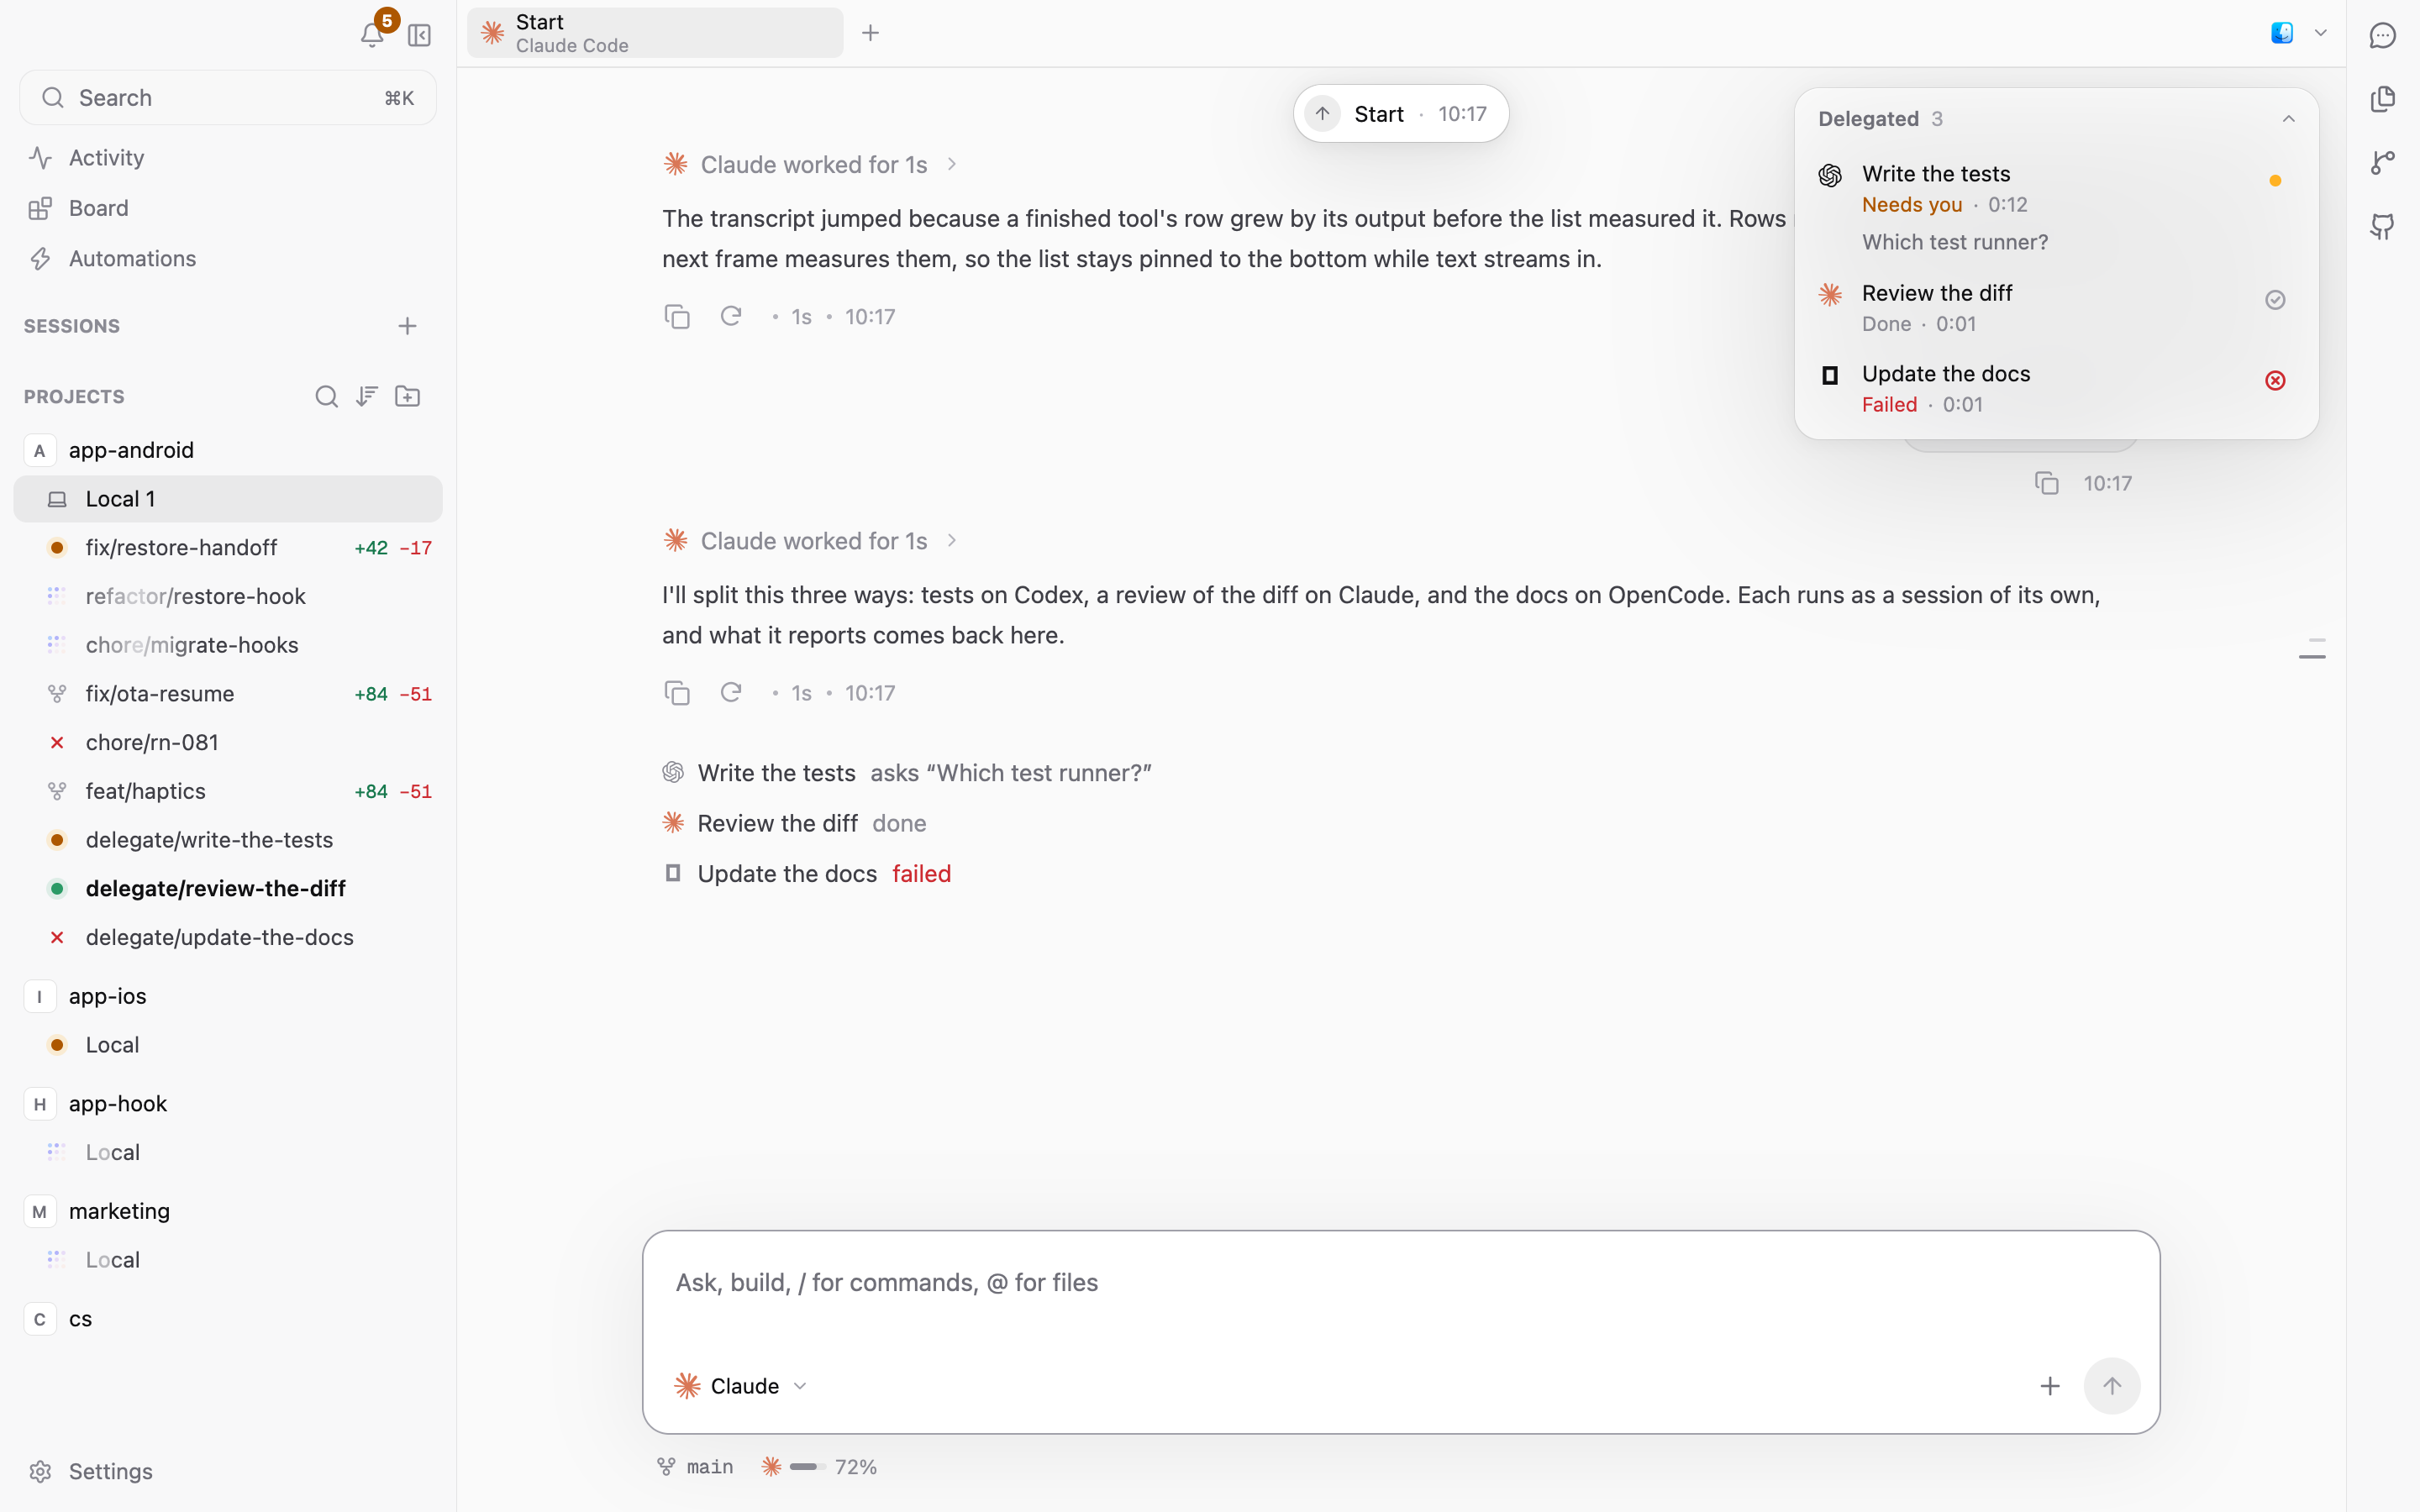 5
Search ⌘K
Activity
Board
Automations
SESSIONS
PROJECTS
A app-android
Local 1
fix/restore-handoff +42 −17
refactor/restore-hook
chore/migrate-hooks
fix/ota-resume +84 −51
chore/rn-081
feat/haptics +84 −51
delegate/write-the-tests
delegate/review-the-diff
delegate/update-the-docs
I app-ios
Local
H app-hook
Local
M marketing
Local
C cs
Settings
Start
Claude Code
Start · 10:17
Claude worked for 1s
The transcript jumped because a finished tool's row grew by its output before the list measured it. Rows
next frame measures them, so the list stays pinned to the bottom while text streams in.
• 1s • 10:17
10:17
Claude worked for 1s
I'll split this three ways: tests on Codex, a review of the diff on Claude, and the docs on OpenCode. Each runs as a session of its own,
and what it reports comes back here.
• 1s • 10:17
Write the tests asks “Which test runner?”
Review the diff done
Update the docs failed
Ask, build, / for commands, @ for files
Claude
main 72%
Delegated 3
Write the tests
Needs you · 0:12
Which test runner?
Review the diff
Done · 0:01
Update the docs
Failed · 0:01